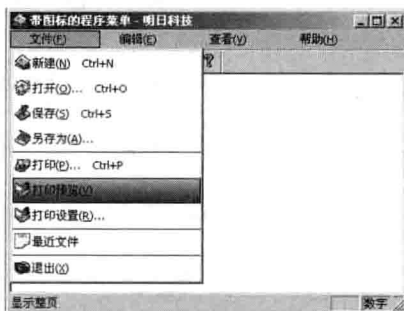 带图标的程序菜单 - 明日科技
文件(F) 编辑(E) 查看(V) 帮助(H)
新建(N) Ctrl+N
打开(O)... Ctrl+O
保存(S) Ctrl+S
另存为(A)...
打印(P)... Ctrl+P
打印预览(V)
打印设置(R)...
最近文件
退出(X)
显示整页 数字